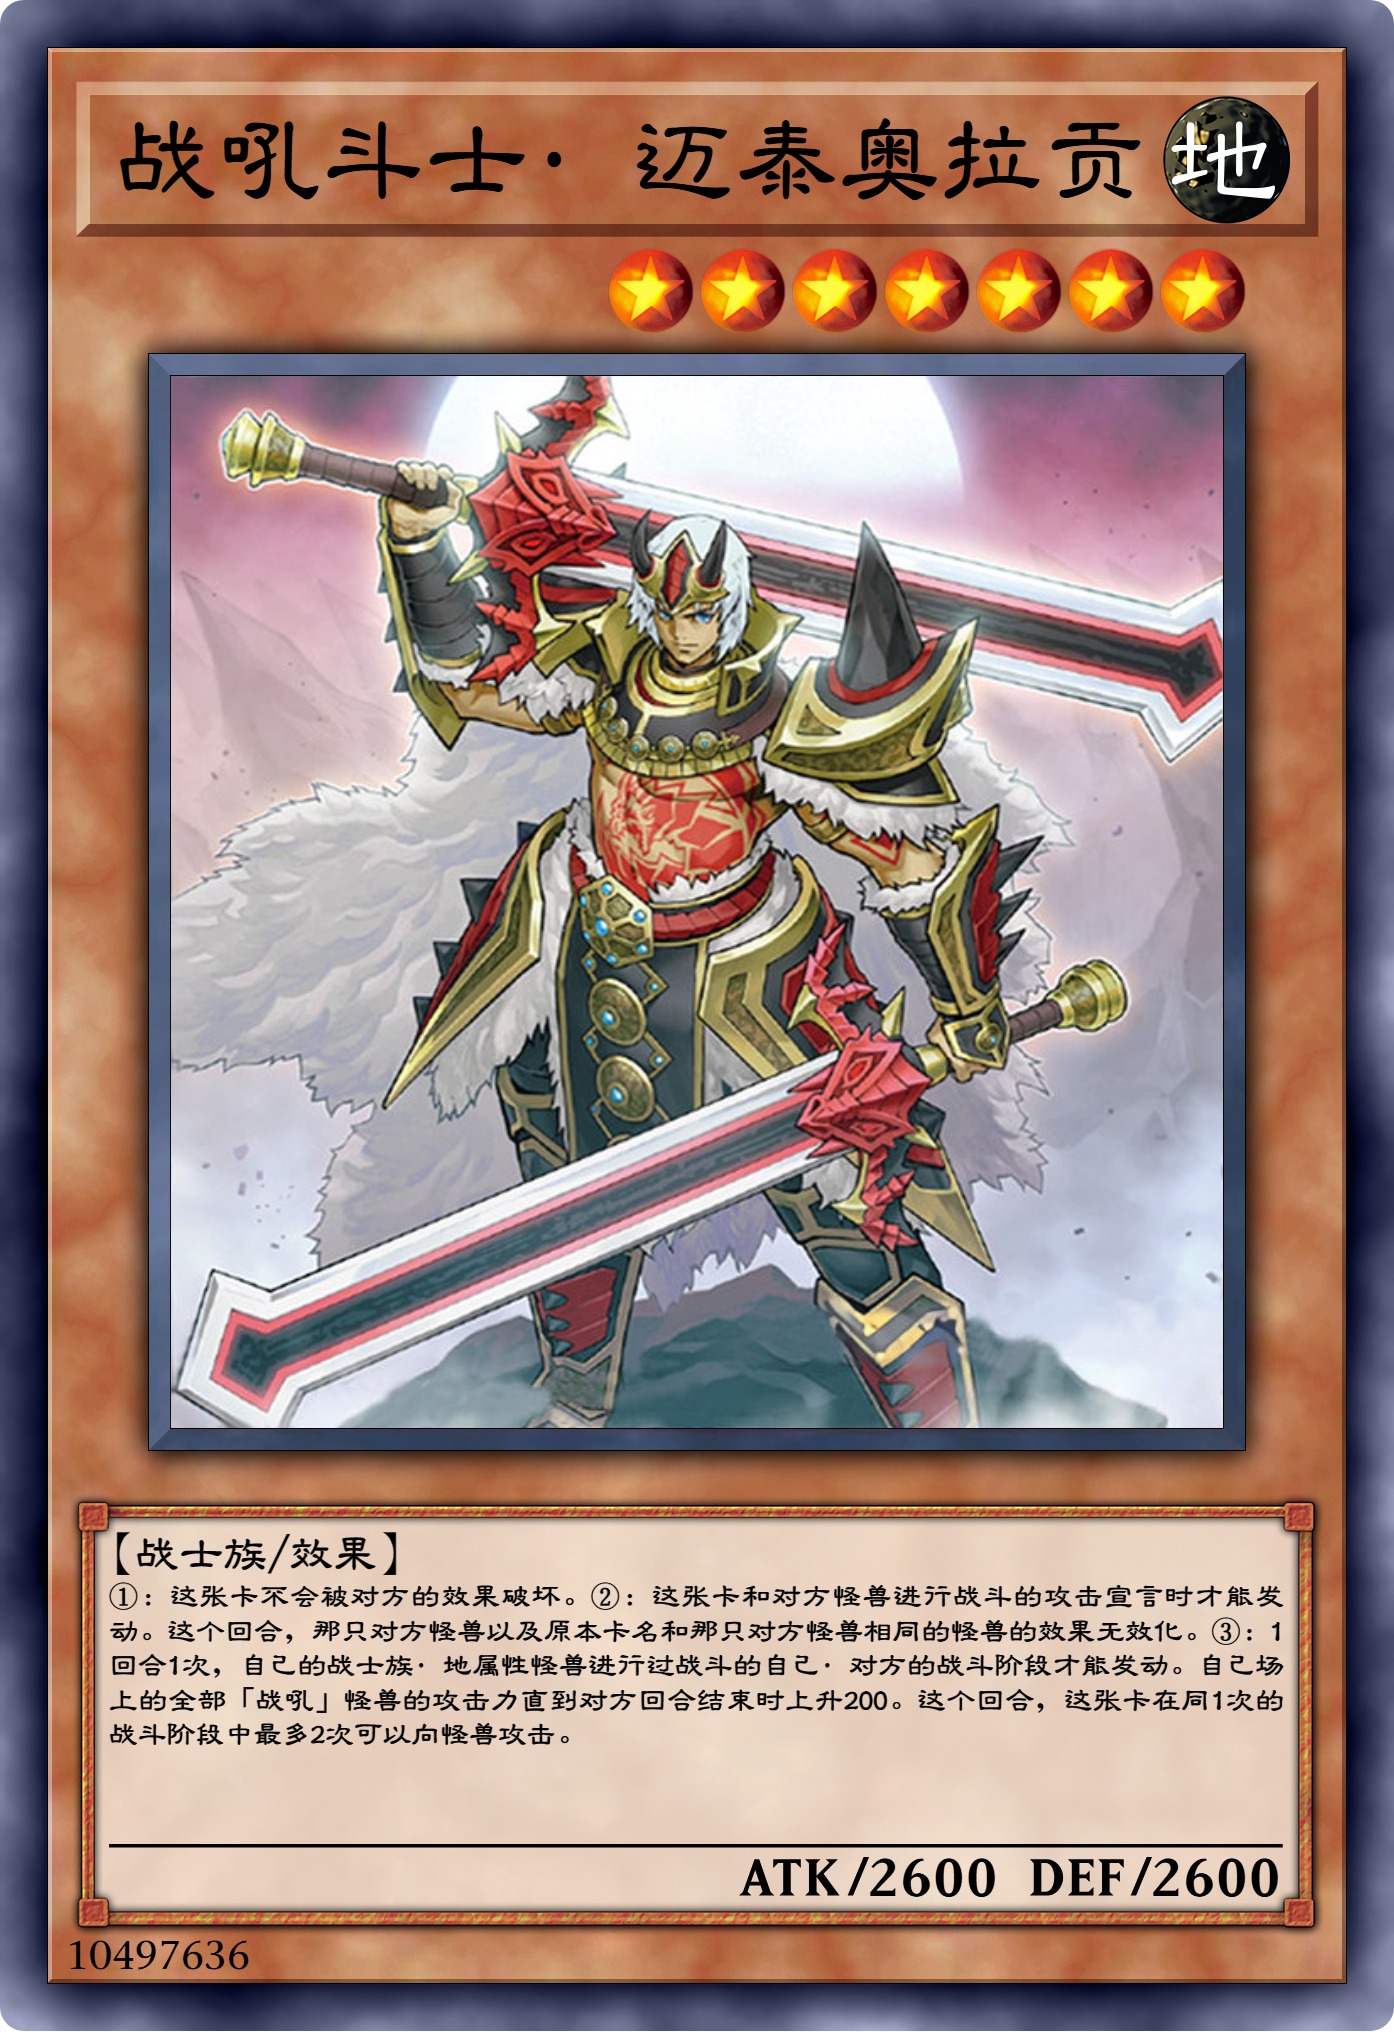 战吼斗士·迈泰奥拉贡 地
【战士族/效果】
①：这张卡不会被对方的效果破坏。②：这张卡和对方怪兽进行战斗的攻击宣言时才能发
动。这个回合，那只对方怪兽以及原本卡名和那只对方怪兽相同的怪兽的效果无效化。③：1
回合1次，自己的战士族·地属性怪兽进行过战斗的自己·对方的战斗阶段才能发动。自己场
上的全部「战吼」怪兽的攻击力直到对方回合结束时上升200。这个回合，这张卡在同1次的
战斗阶段中最多2次可以向怪兽攻击。
ATK/2600 DEF/2600
10497636